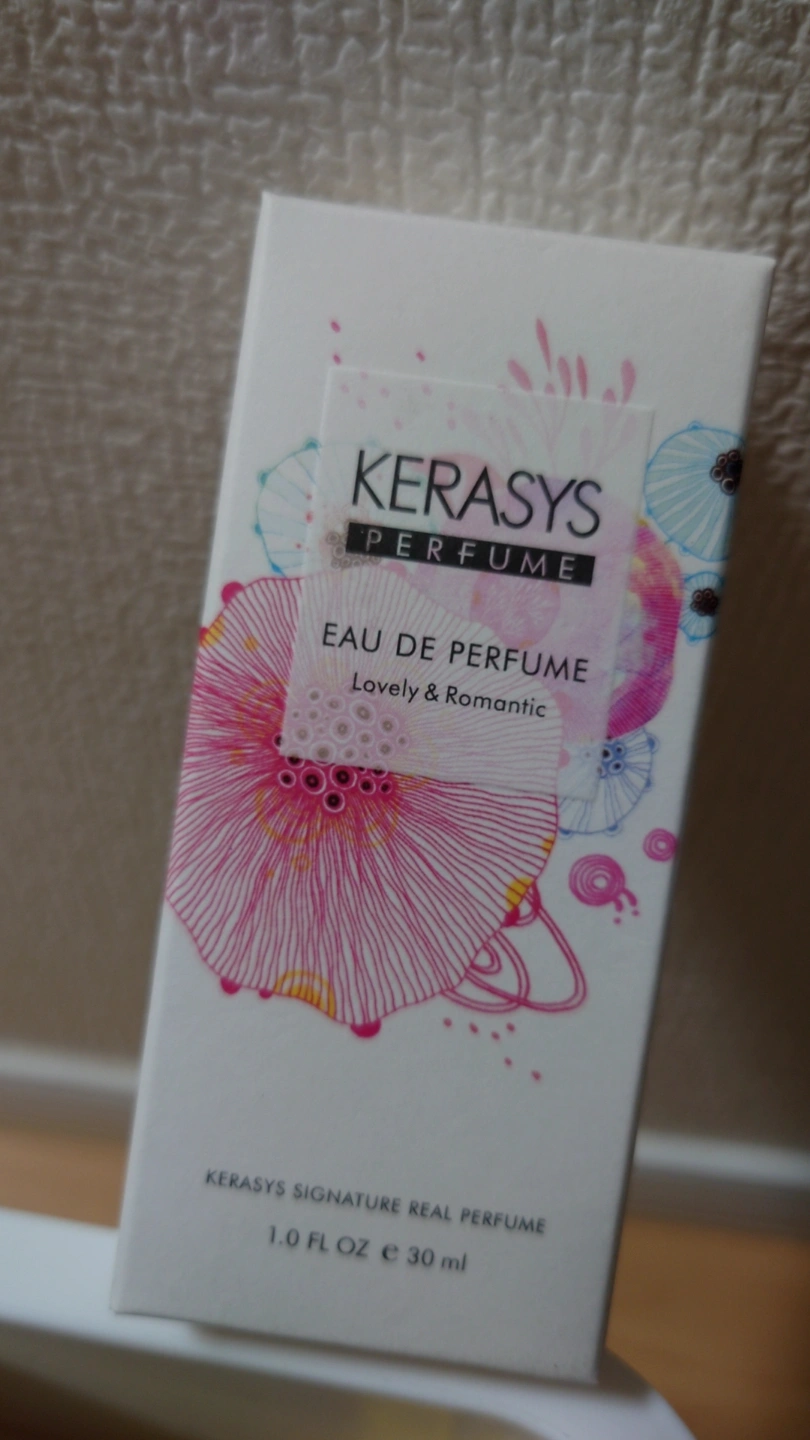 KERASYS
PERFUME
EAU DE PERFUME
Lovely & Romantic
KERASYS SIGNATURE REAL PERFUME
1.0 FL OZ ℮ 30 ml